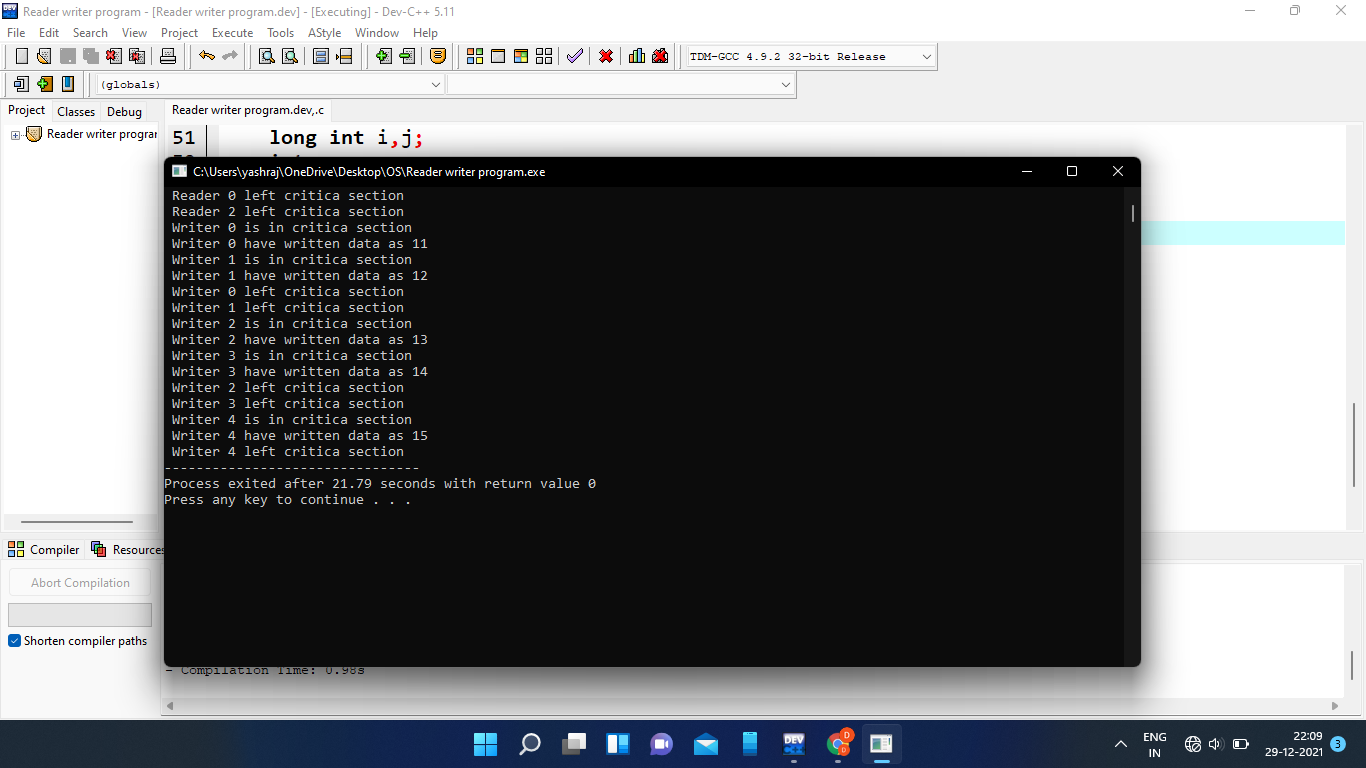 Reader writer program - [Reader writer program.dev] - [Executing] - Dev-C++ 5.11
File Edit Search View Project Execute Tools AStyle Window Help
TDM-GCC 4.9.2 32-bit Release
(globals)
Project Classes Debug
Reader writer program.dev,.c
Reader writer prograr
51 long int i,j;
C:\Users\yashraj\OneDrive\Desktop\OS\Reader writer program.exe
Reader 0 left critica section
Reader 2 left critica section
Writer 0 is in critica section
Writer 0 have written data as 11
Writer 1 is in critica section
Writer 1 have written data as 12
Writer 0 left critica section
Writer 1 left critica section
Writer 2 is in critica section
Writer 2 have written data as 13
Writer 3 is in critica section
Writer 3 have written data as 14
Writer 2 left critica section
Writer 3 left critica section
Writer 4 is in critica section
Writer 4 have written data as 15
Writer 4 left critica section
--------------------------------
Process exited after 21.79 seconds with return value 0
Press any key to continue . . .
Compiler Resources
Abort Compilation
Shorten compiler paths
- Compilation Time: 0.98s
DEV
D
D
ENG
IN
22:09
29-12-2021
3